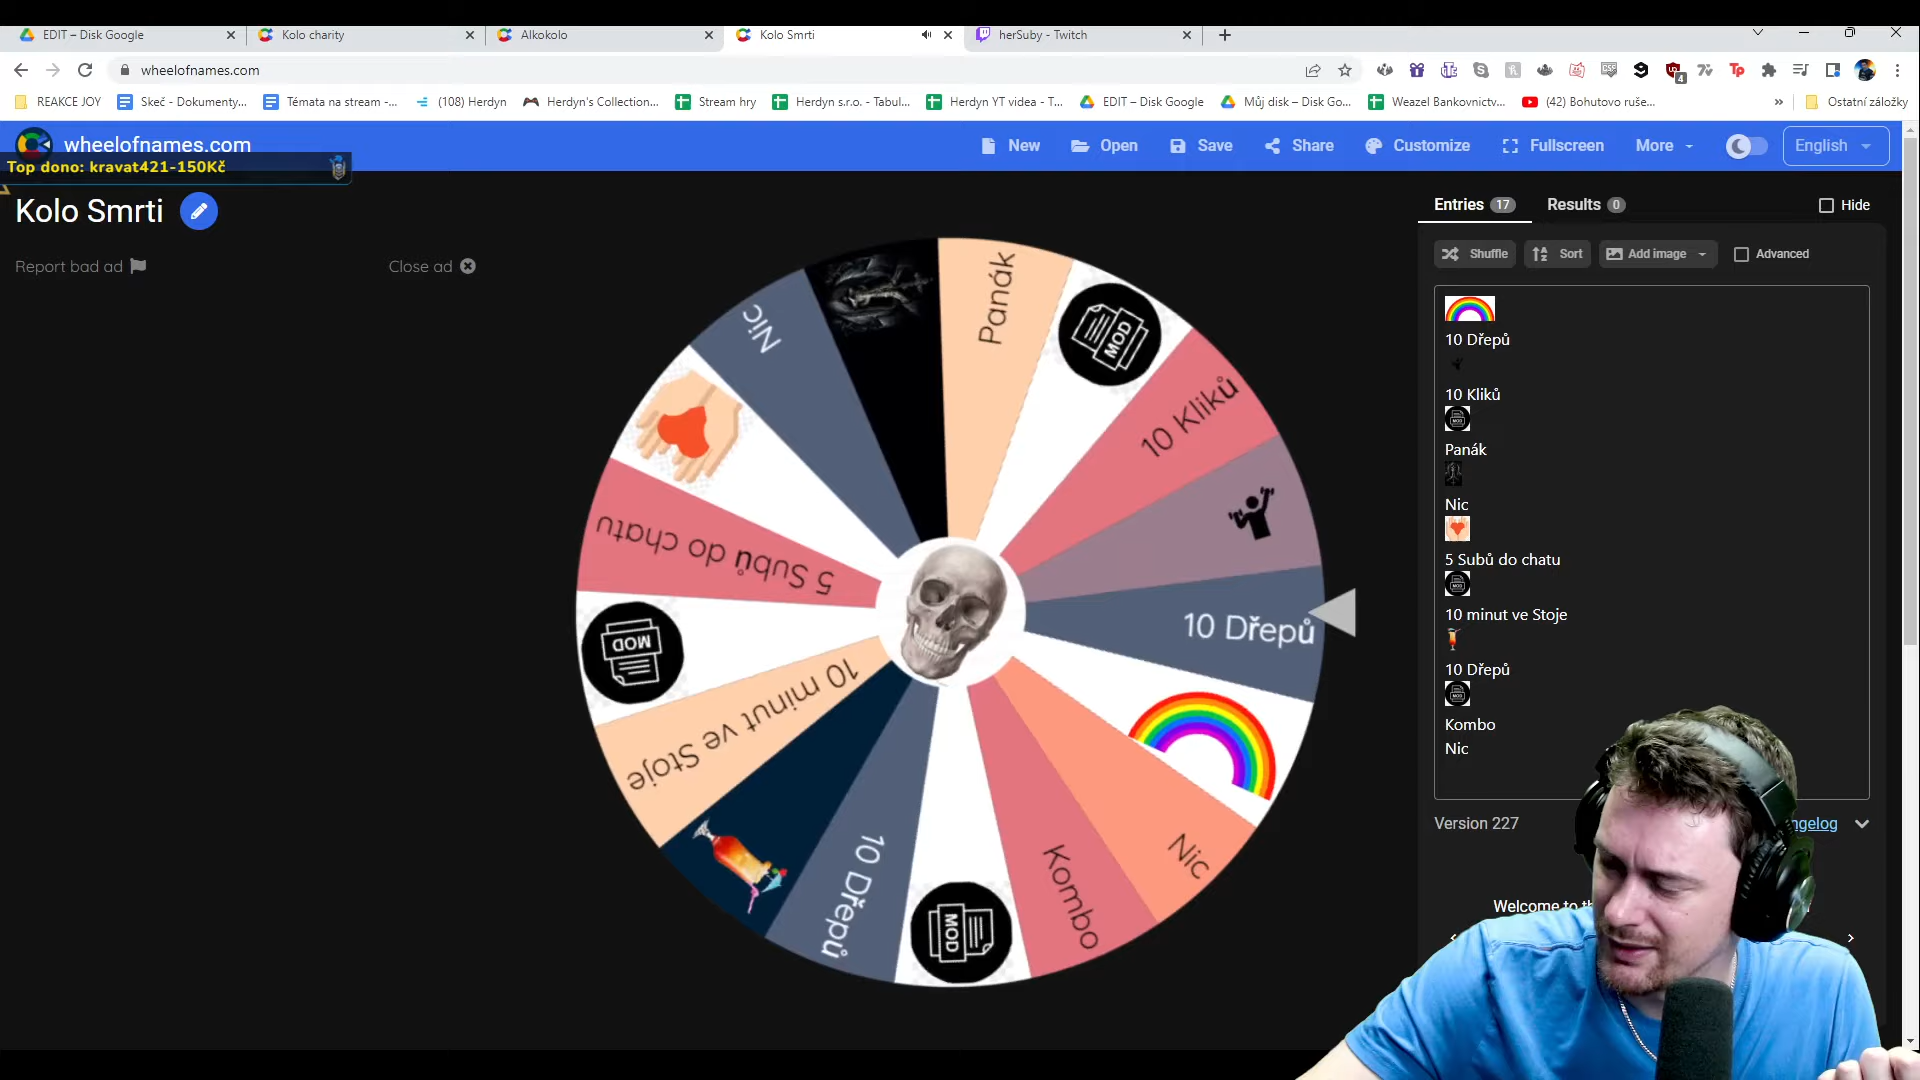 EDIT – Disk Google
Kolo charity
Alkokolo
Kolo Smrti
herSuby - Twitch
wheelofnames.com
REAKCE JOY
Skeč - Dokumenty...
Témata na stream -...
(108) Herdyn
Herdyn's Collection...
Stream hry
Herdyn s.r.o. - Tabul...
Herdyn YT videa - T...
EDIT – Disk Google
Můj disk – Disk Go...
Weazel Bankovnictv...
(42) Bohutovo ruše...
»
Ostatní záložky
wheelofnames.com
New
Open
Save
Share
Customize
Fullscreen
More
English
Top dono: kravat421-150Kč
Kolo Smrti
Report bad ad
Close ad
Entries 17
Results 0
Hide
Shuffle
Sort
Add image
Advanced
10 Dřepů
10 Kliků
Panák
Nic
5 Subů do chatu
10 minut ve Stoje
10 Dřepů
Kombo
Nic
Version 227
ngelog
Welcome to th
Panák
MOD
10 Kliků
10 Dřepů
Nic
Kombo
MOD
10 Dřepů
10 minut ve Stoje
MOD
5 Subů do chatu
Nic